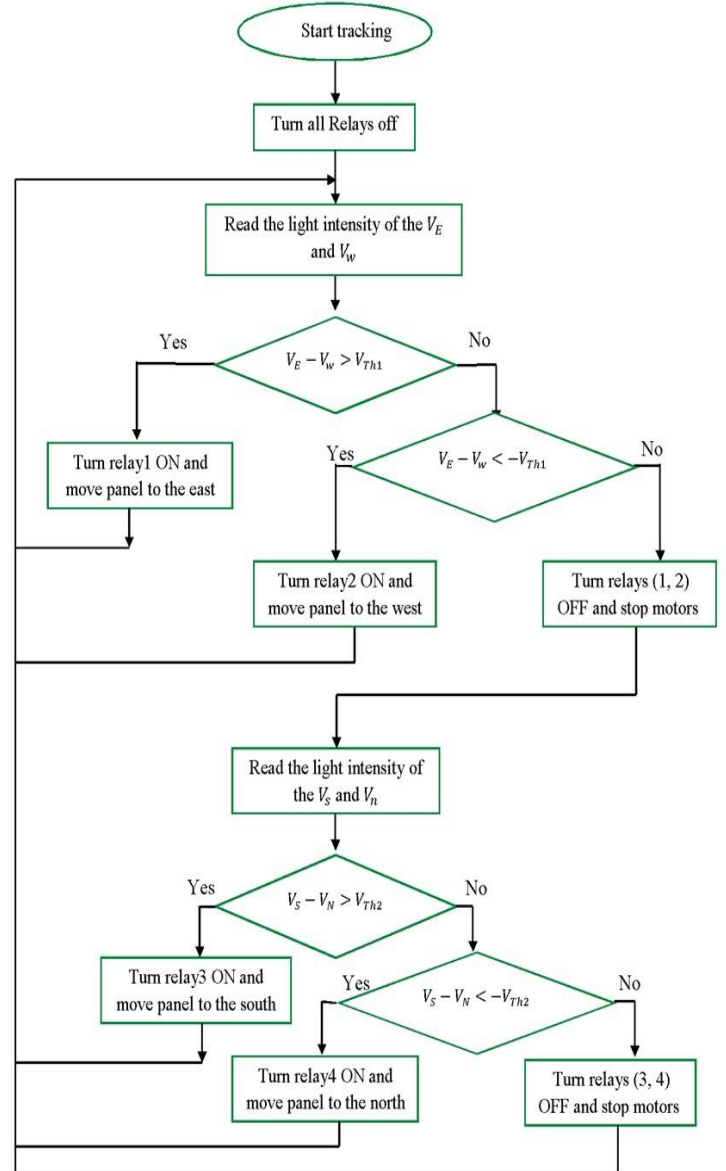 Start tracking
Turn all Relays off
Read the light intensity of the V_E
and V_w
Yes
No
V_E − V_w > V_Th1
Turn relay1 ON and
move panel to the east
Yes
No
V_E − V_w < −V_Th1
Turn relay2 ON and
move panel to the west
Turn relays (1, 2)
OFF and stop motors
Read the light intensity of
the V_s and V_n
Yes
No
V_S − V_N > V_Th2
Turn relay3 ON and
move panel to the south
Yes
No
V_S − V_N < −V_Th2
Turn relay4 ON and
move panel to the north
Turn relays (3, 4)
OFF and stop motors